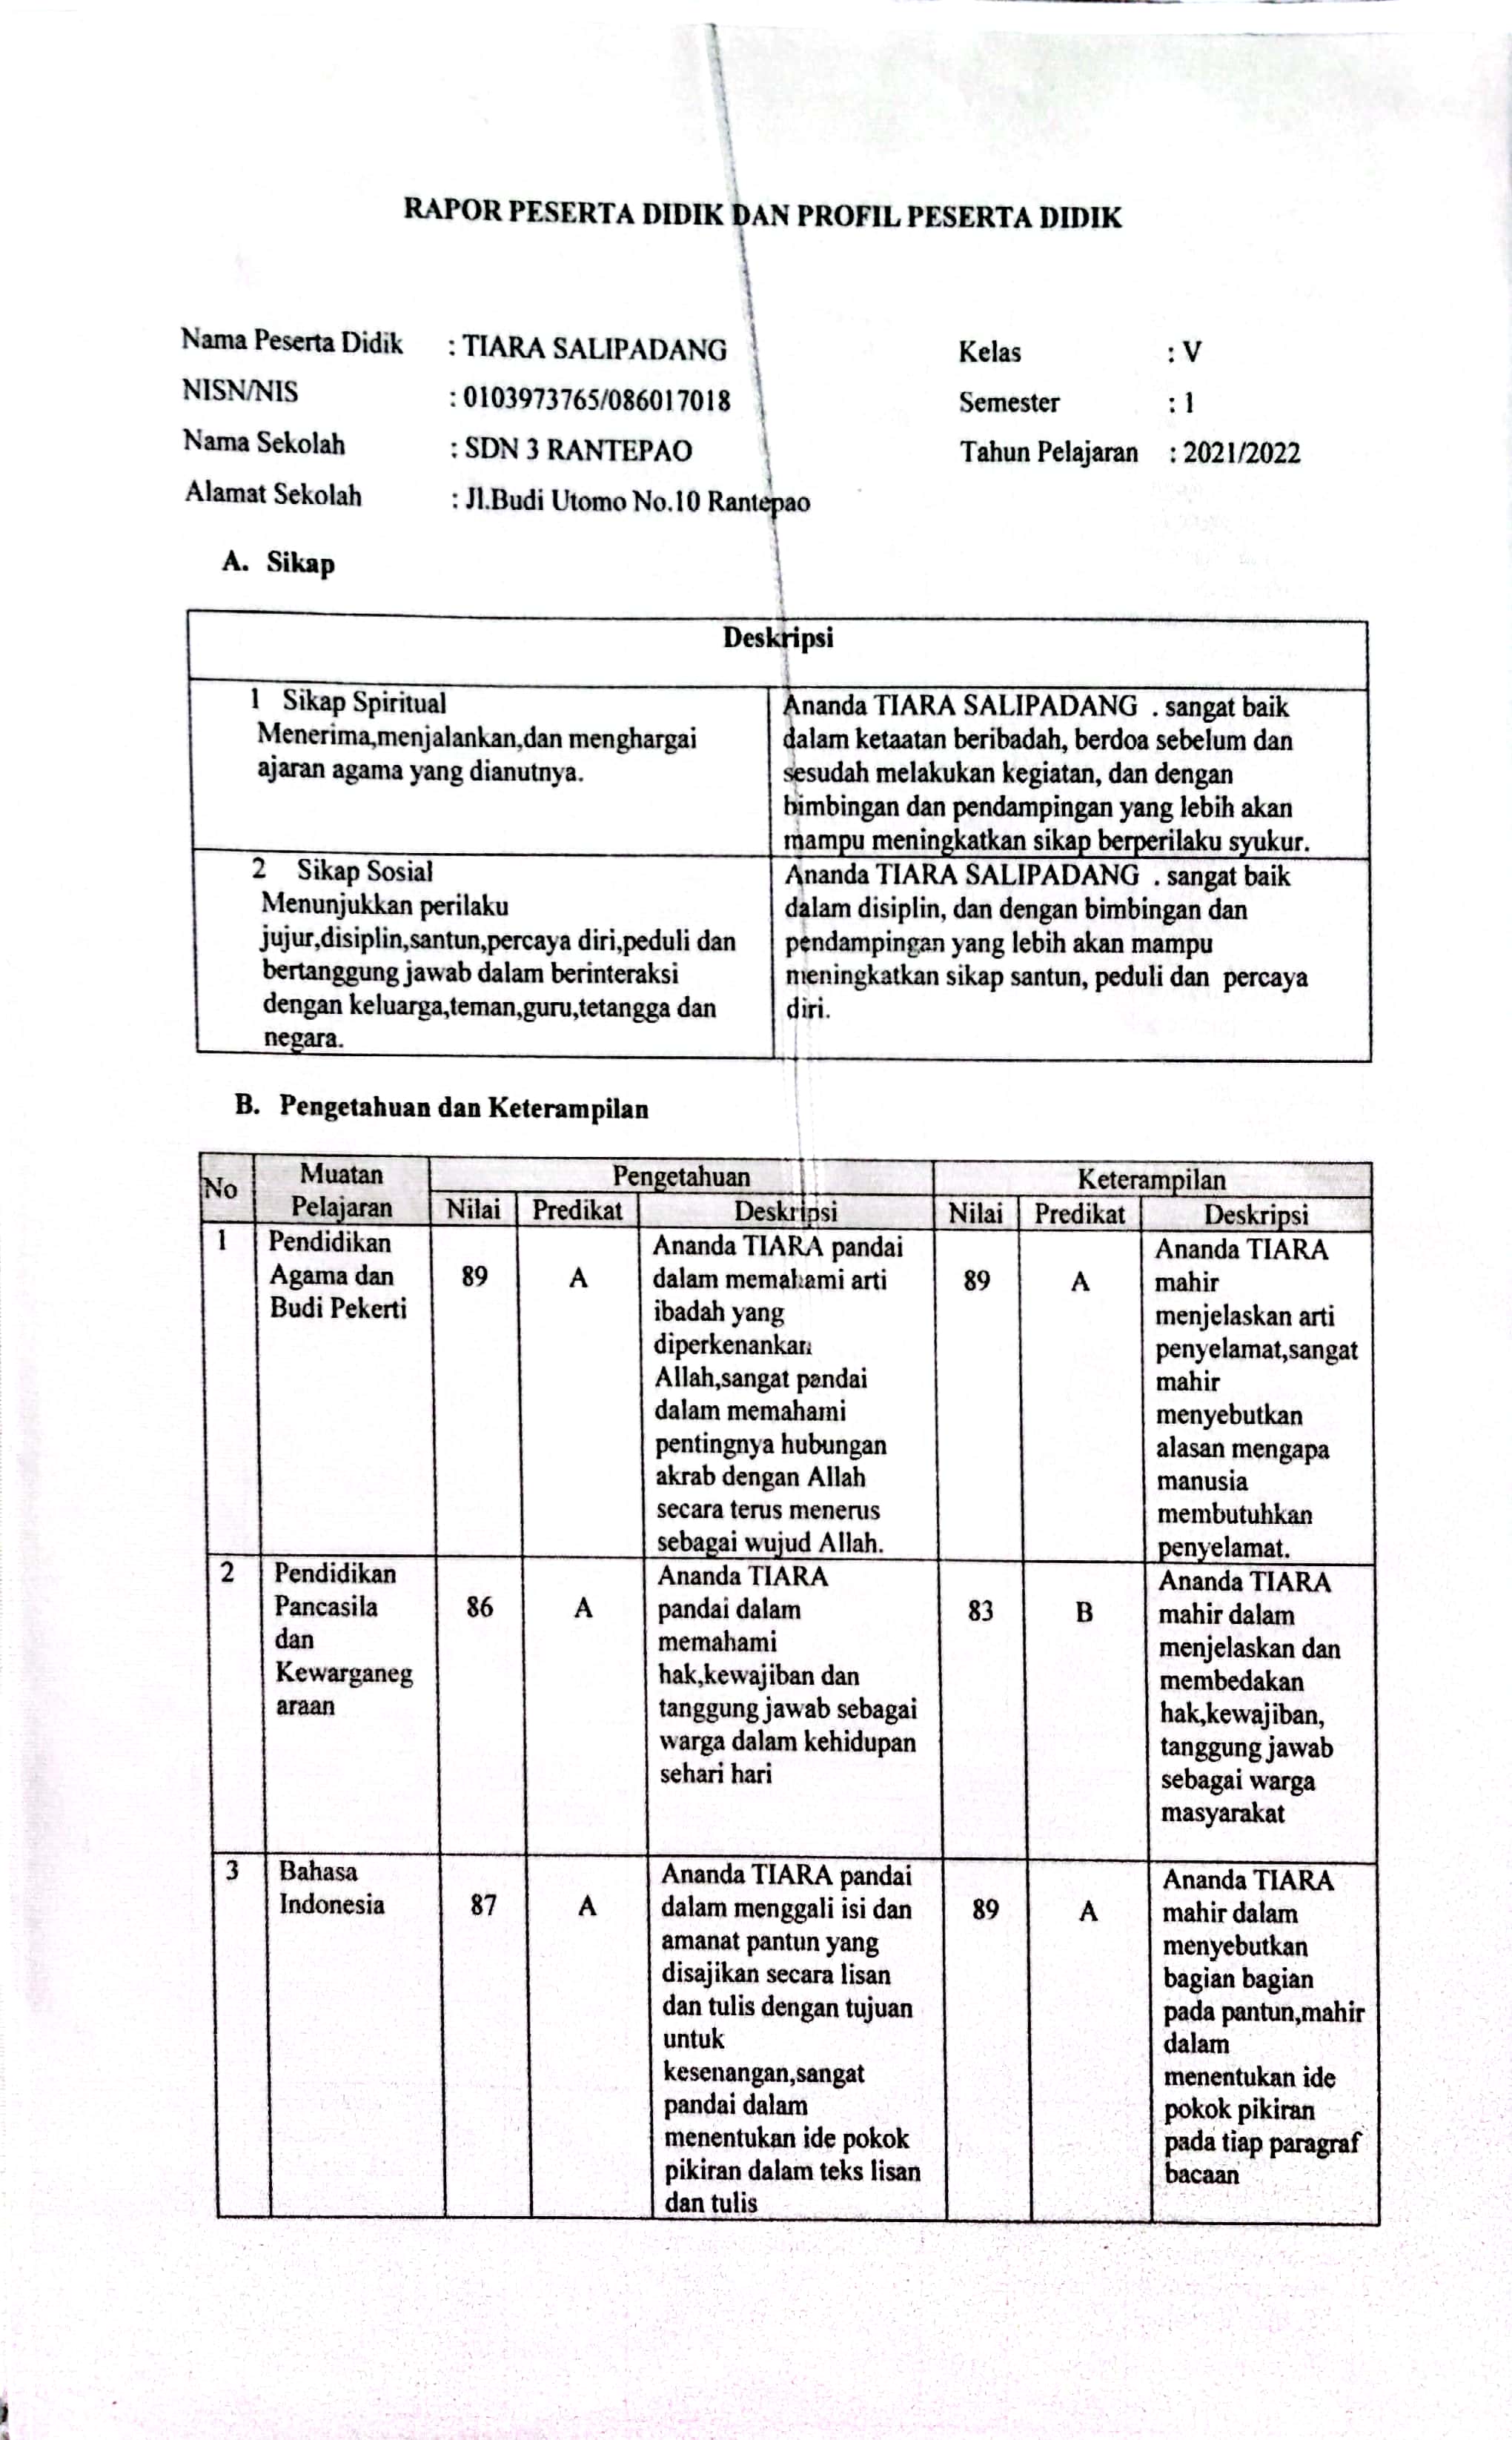 RAPOR PESERTA DIDIK DAN PROFIL PESERTA DIDIK
Nama Peserta Didik : TIARA SALIPADANG Kelas : V
NISN/NIS : 0103973765/086017018 Semester : 1
Nama Sekolah : SDN 3 RANTEPAO Tahun Pelajaran : 2021/2022
Alamat Sekolah : Jl.Budi Utomo No.10 Rantepao
A. Sikap
Deskripsi
1 Sikap Spiritual
Menerima,menjalankan,dan menghargai
ajaran agama yang dianutnya.
Ananda TIARA SALIPADANG . sangat baik
dalam ketaatan beribadah, berdoa sebelum dan
sesudah melakukan kegiatan, dan dengan
bimbingan dan pendampingan yang lebih akan
mampu meningkatkan sikap berperilaku syukur.
2 Sikap Sosial
Menunjukkan perilaku
jujur,disiplin,santun,percaya diri,peduli dan
bertanggung jawab dalam berinteraksi
dengan keluarga,teman,guru,tetangga dan
negara.
Ananda TIARA SALIPADANG . sangat baik
dalam disiplin, dan dengan bimbingan dan
pendampingan yang lebih akan mampu
meningkatkan sikap santun, peduli dan percaya
diri.
B. Pengetahuan dan Keterampilan
No
Muatan
Pelajaran
Pengetahuan
Keterampilan
Nilai Predikat Deskripsi Nilai Predikat Deskripsi
1
Pendidikan
Agama dan
Budi Pekerti
89
A
Ananda TIARA pandai
dalam memahami arti
ibadah yang
diperkenankan
Allah,sangat pandai
dalam memahami
pentingnya hubungan
akrab dengan Allah
secara terus menerus
sebagai wujud Allah.
89
A
Ananda TIARA
mahir
menjelaskan arti
penyelamat,sangat
mahir
menyebutkan
alasan mengapa
manusia
membutuhkan
penyelamat.
2
Pendidikan
Pancasila
dan
Kewarganeg
araan
86
A
Ananda TIARA
pandai dalam
memahami
hak,kewajiban dan
tanggung jawab sebagai
warga dalam kehidupan
sehari hari
83
B
Ananda TIARA
mahir dalam
menjelaskan dan
membedakan
hak,kewajiban,
tanggung jawab
sebagai warga
masyarakat
3
Bahasa
Indonesia
87
A
Ananda TIARA pandai
dalam menggali isi dan
amanat pantun yang
disajikan secara lisan
dan tulis dengan tujuan
untuk
kesenangan,sangat
pandai dalam
menentukan ide pokok
pikiran dalam teks lisan
dan tulis
89
A
Ananda TIARA
mahir dalam
menyebutkan
bagian bagian
pada pantun,mahir
dalam
menentukan ide
pokok pikiran
pada tiap paragraf
bacaan